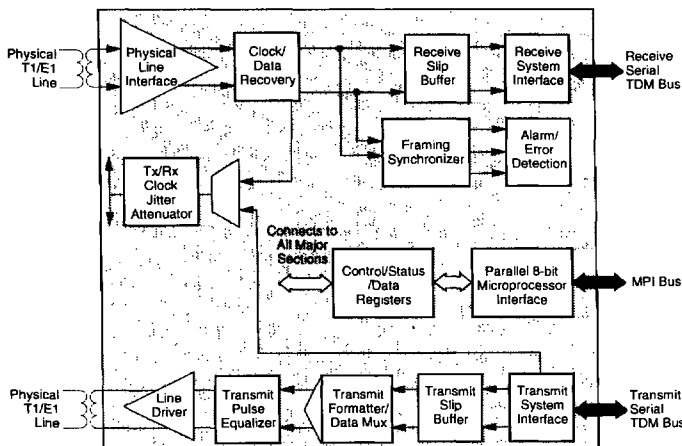 Physical
T1/E1
Line
Physical
Line
Interface
Clock/
Data
Recovery
Receive
Slip
Buffer
Receive
System
Interface
Receive
Serial
TDM Bus
Framing
Synchronizer
Alarm/
Error
Detection
Tx/Rx
Clock
Jitter
Attenuator
Connects to
All Major
Sections
Control/Status
/Data
Registers
Parallel 8-bit
Microprocessor
Interface
MPI Bus
Physical
T1/E1
Line
Line
Driver
Transmit
Pulse
Equalizer
Transmit
Formatter/
Data Mux
Transmit
Slip
Buffer
Transmit
System
Interface
Transmit
Serial
TDM Bus